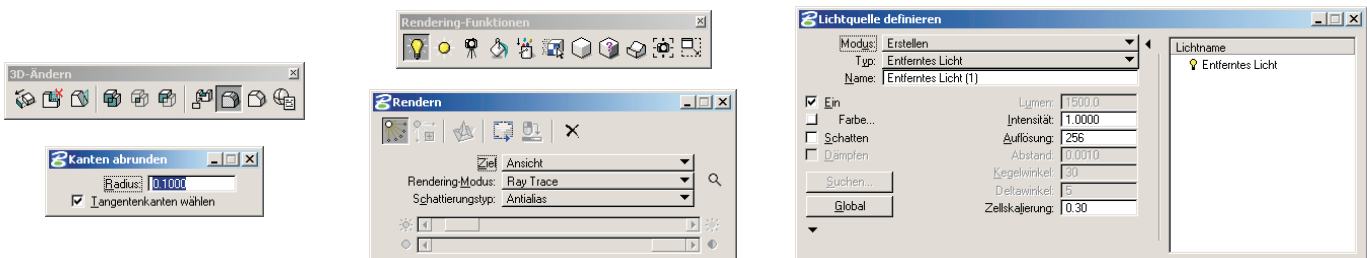 3D-Ändern
Kanten abrunden
Radius: 0.1000
Tangentenkanten wählen
Rendering-Funktionen
Rendern
Ziel Ansicht
Rendering-Modus: Ray Trace
Schattierungstyp: Antialias
Lichtquelle definieren
Modus: Erstellen
Typ: Entferntes Licht
Name: Entferntes Licht (1)
Ein
Farbe...
Schatten
Dämpfen
Suchen...
Global
Lumen: 1500.0
Intensität: 1.0000
Auflösung: 256
Abstand: 0.0010
Kegelwinkel: 30
Deltawinkel: 5
Zellskalierung: 0.30
Lichtname
Entferntes Licht